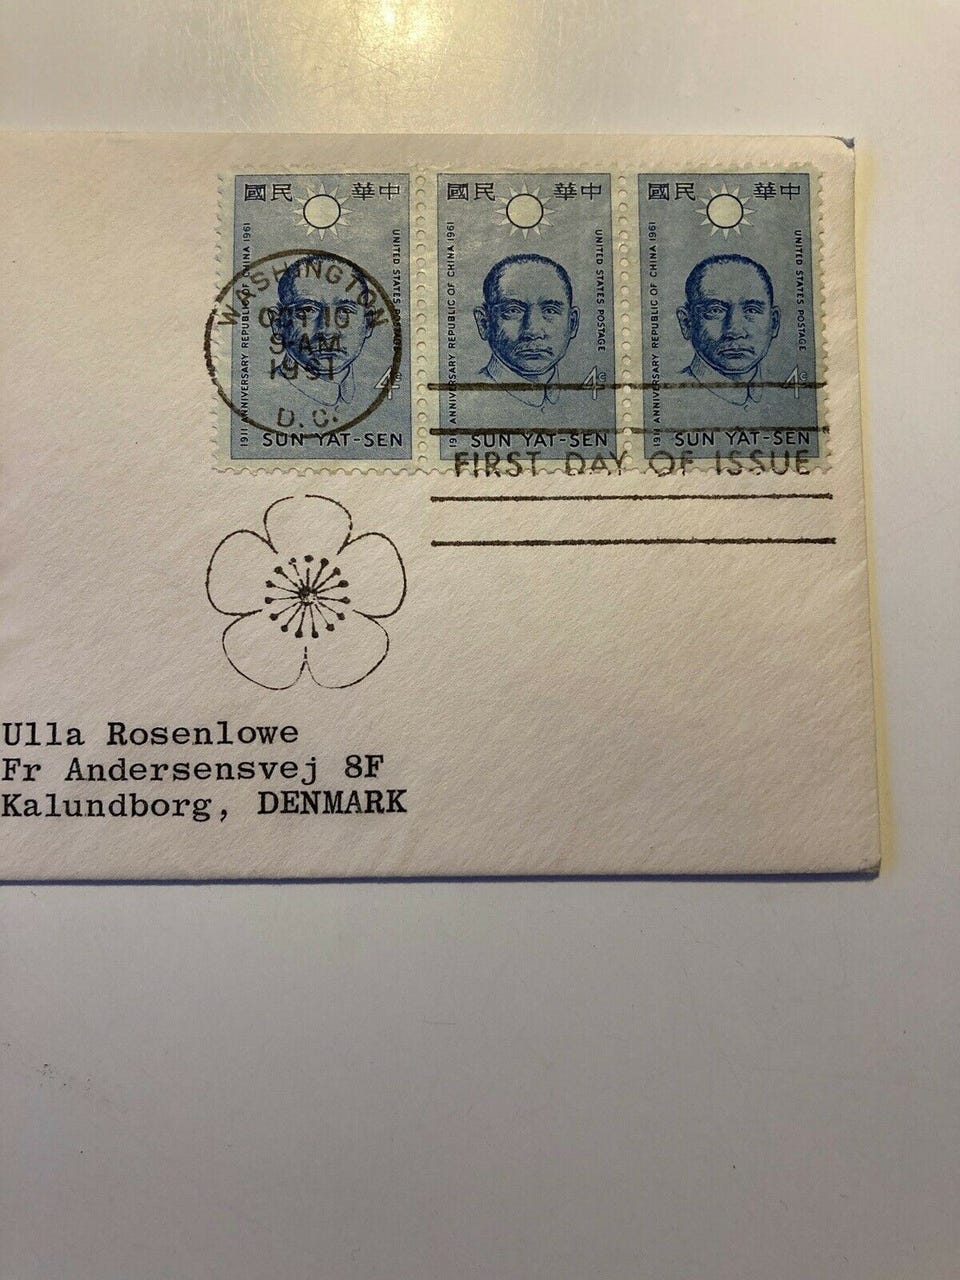 國民 華中
1911 ANNIVERSARY REPUBLIC OF CHINA 1961
UNITED STATES POSTAGE
4c
SUN YAT-SEN
國民 華中
1911 ANNIVERSARY REPUBLIC OF CHINA 1961
UNITED STATES POSTAGE
4c
SUN YAT-SEN
國民 華中
1911 ANNIVERSARY REPUBLIC OF CHINA 1961
UNITED STATES POSTAGE
4c
SUN YAT-SEN
WASHINGTON
OCT 10
9-AM
1961
D.C.
FIRST DAY OF ISSUE
Ulla Rosenlowe
Fr Andersensvej 8F
Kalundborg, DENMARK